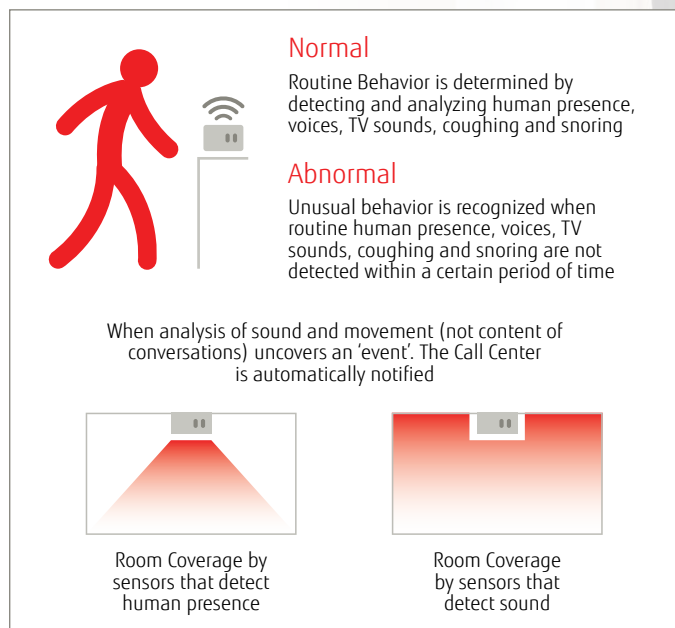 Normal
Routine Behavior is determined by
detecting and analyzing human presence,
voices, TV sounds, coughing and snoring
Abnormal
Unusual behavior is recognized when
routine human presence, voices, TV
sounds, coughing and snoring are not
detected within a certain period of time
When analysis of sound and movement (not content of
conversations) uncovers an ‘event’. The Call Center
is automatically notified
Room Coverage by
sensors that detect
human presence
Room Coverage
by sensors that
detect sound